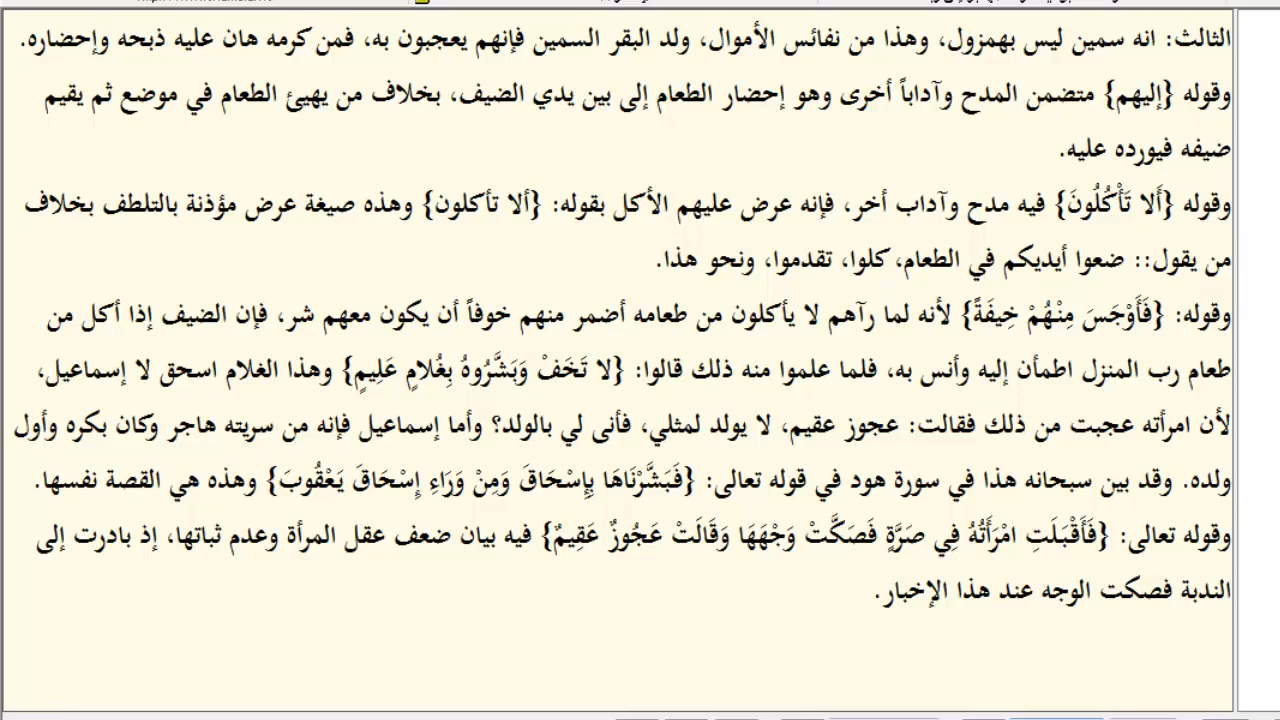 الثالث: انه سمين ليس بهمزول، وهذا من نفائس الأموال، ولد البقر السمين فإنهم يعجبون به، فمن كرمه هان عليه ذبحه وإحضاره.
وقوله {إليهم} متضمن المدح وآداباً أخرى وهو إحضار الطعام إلى بين يدي الضيف، بخلاف من يهيئ الطعام في موضع ثم يقيم
ضيفه فيورده عليه.
وقوله {أَلا تَأْكُلُونَ} فيه مدح وآداب أخر، فإنه عرض عليهم الأكل بقوله: {ألا تأكلون} وهذه صيغة عرض مؤذنة بالتلطف بخلاف
من يقول:: ضعوا أيديكم في الطعام، كلوا، تقدموا، ونحو هذا.
وقوله: {فَأَوْجَسَ مِنْهُمْ خِيفَةً} لأنه لما رآهم لا يأكلون من طعامه أضمر منهم خوفاً أن يكون معهم شر، فإن الضيف إذا أكل من
طعام رب المنزل اطمأن إليه وأنس به، فلما علموا منه ذلك قالوا: {لا تَخَفْ وَبَشَّرُوهُ بِغُلامٍ عَلِيمٍ} وهذا الغلام اسحق لا إسماعيل،
لأن امرأته عجبت من ذلك فقالت: عجوز عقيم، لا يولد لمثلي، فأنى لي بالولد؟ وأما إسماعيل فإنه من سريته هاجر وكان بكره وأول
ولده. وقد بين سبحانه هذا في سورة هود في قوله تعالى: {فَبَشَّرْنَاهَا بِإِسْحَاقَ وَمِنْ وَرَاءِ إِسْحَاقَ يَعْقُوبَ} وهذه هي القصة نفسها.
وقوله تعالى: {فَأَقْبَلَتِ امْرَأَتُهُ فِي صَرَّةٍ فَصَكَّتْ وَجْهَهَا وَقَالَتْ عَجُوزٌ عَقِيمٌ} فيه بيان ضعف عقل المرأة وعدم ثباتها، إذ بادرت إلى
الندبة فصكت الوجه عند هذا الإخبار.